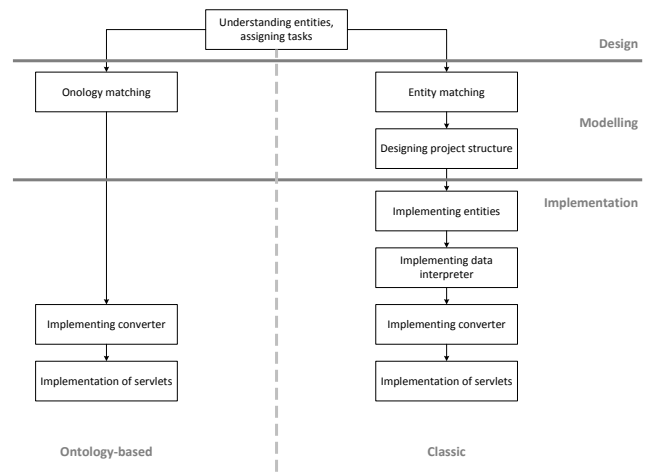 Understanding entities,
assigning tasks
Design
Onology matching
Entity matching
Modelling
Designing project structure
Implementation
Implementing entities
Implementing data
interpreter
Implementing converter
Implementing converter
Implementation of servlets
Implementation of servlets
Ontology-based
Classic